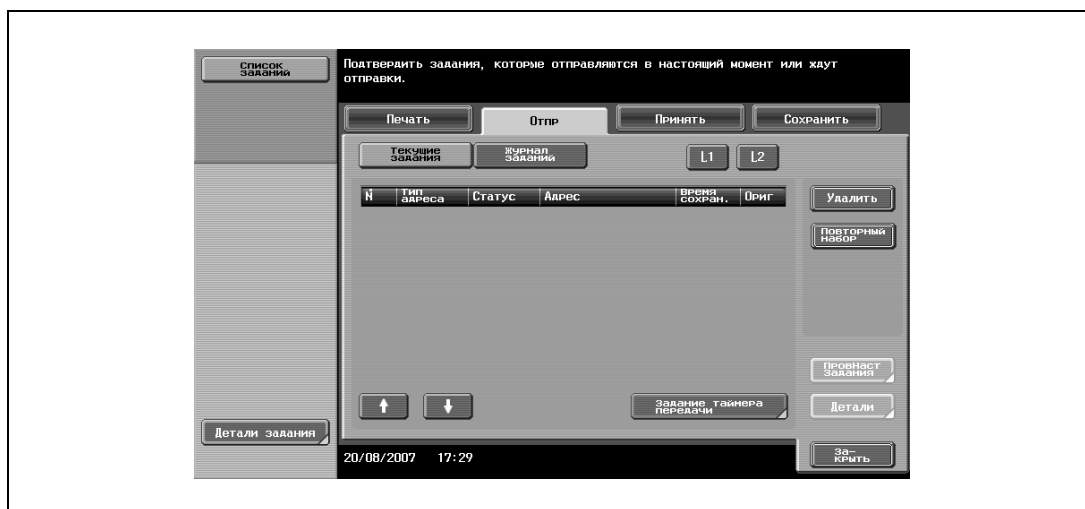 Список
заданий
Подтвердить задания, которые отправляются в настоящий момент или ждут
отправки.
Печать
Отпр
Принять
Сохранить
Текущие
задания
Журнал
заданий
L1
L2
N
Тип
адреса
Статус
Адрес
Время
сохран.
Ориг
Удалить
Повторный
набор
ПровНаст
задания
Задание таймера
передачи
Детали
Детали задания
20/08/2007 17:29
За-
крыть